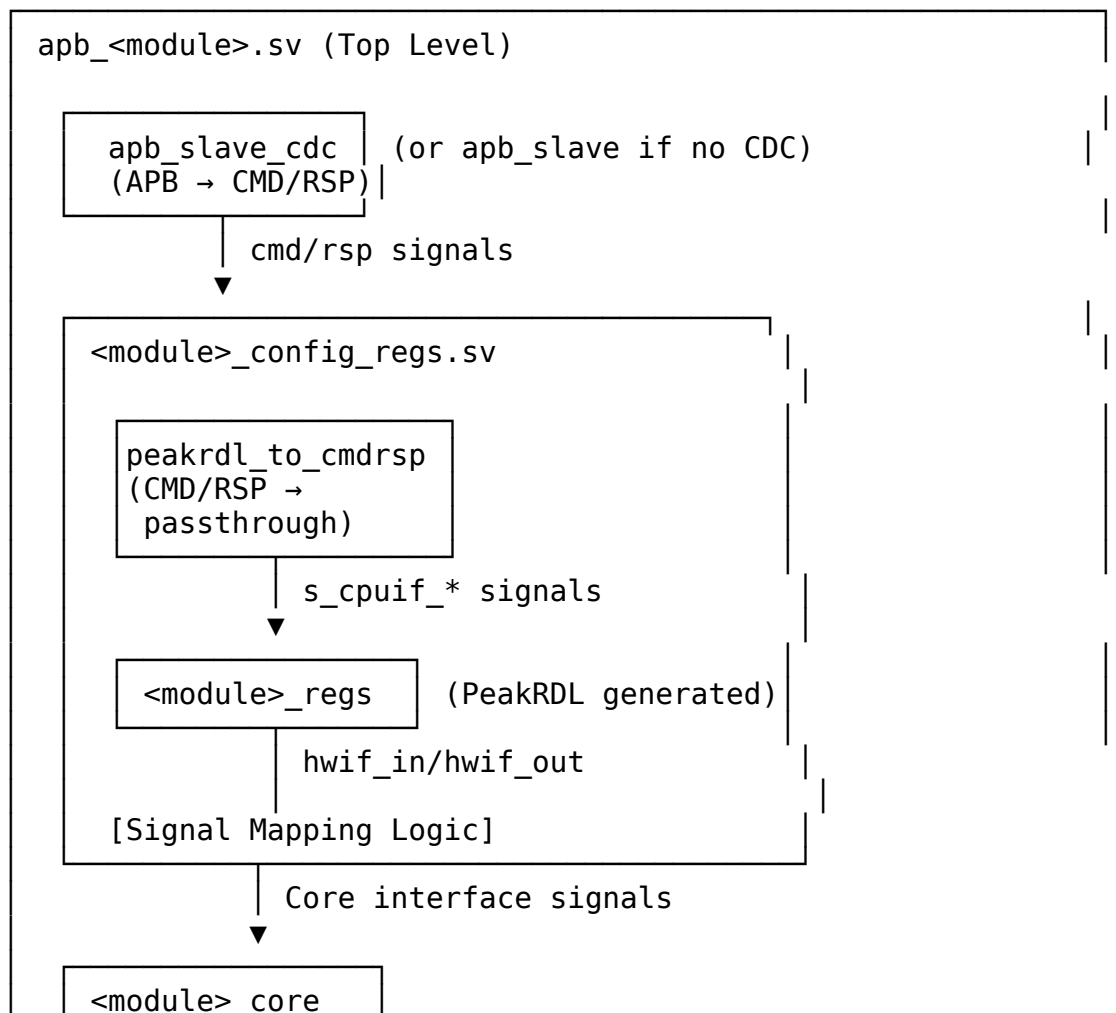 apb_<module>.sv (Top Level)
apb_slave_cdc (or apb_slave if no CDC)
(APB → CMD/RSP)
cmd/rsp signals
<module>_config_regs.sv
peakrdl_to_cmdrsp
(CMD/RSP →
passthrough)
s_cpuif_* signals
<module>_regs (PeakRDL generated)
hwif_in/hwif_out
[Signal Mapping Logic]
Core interface signals
<module>_core